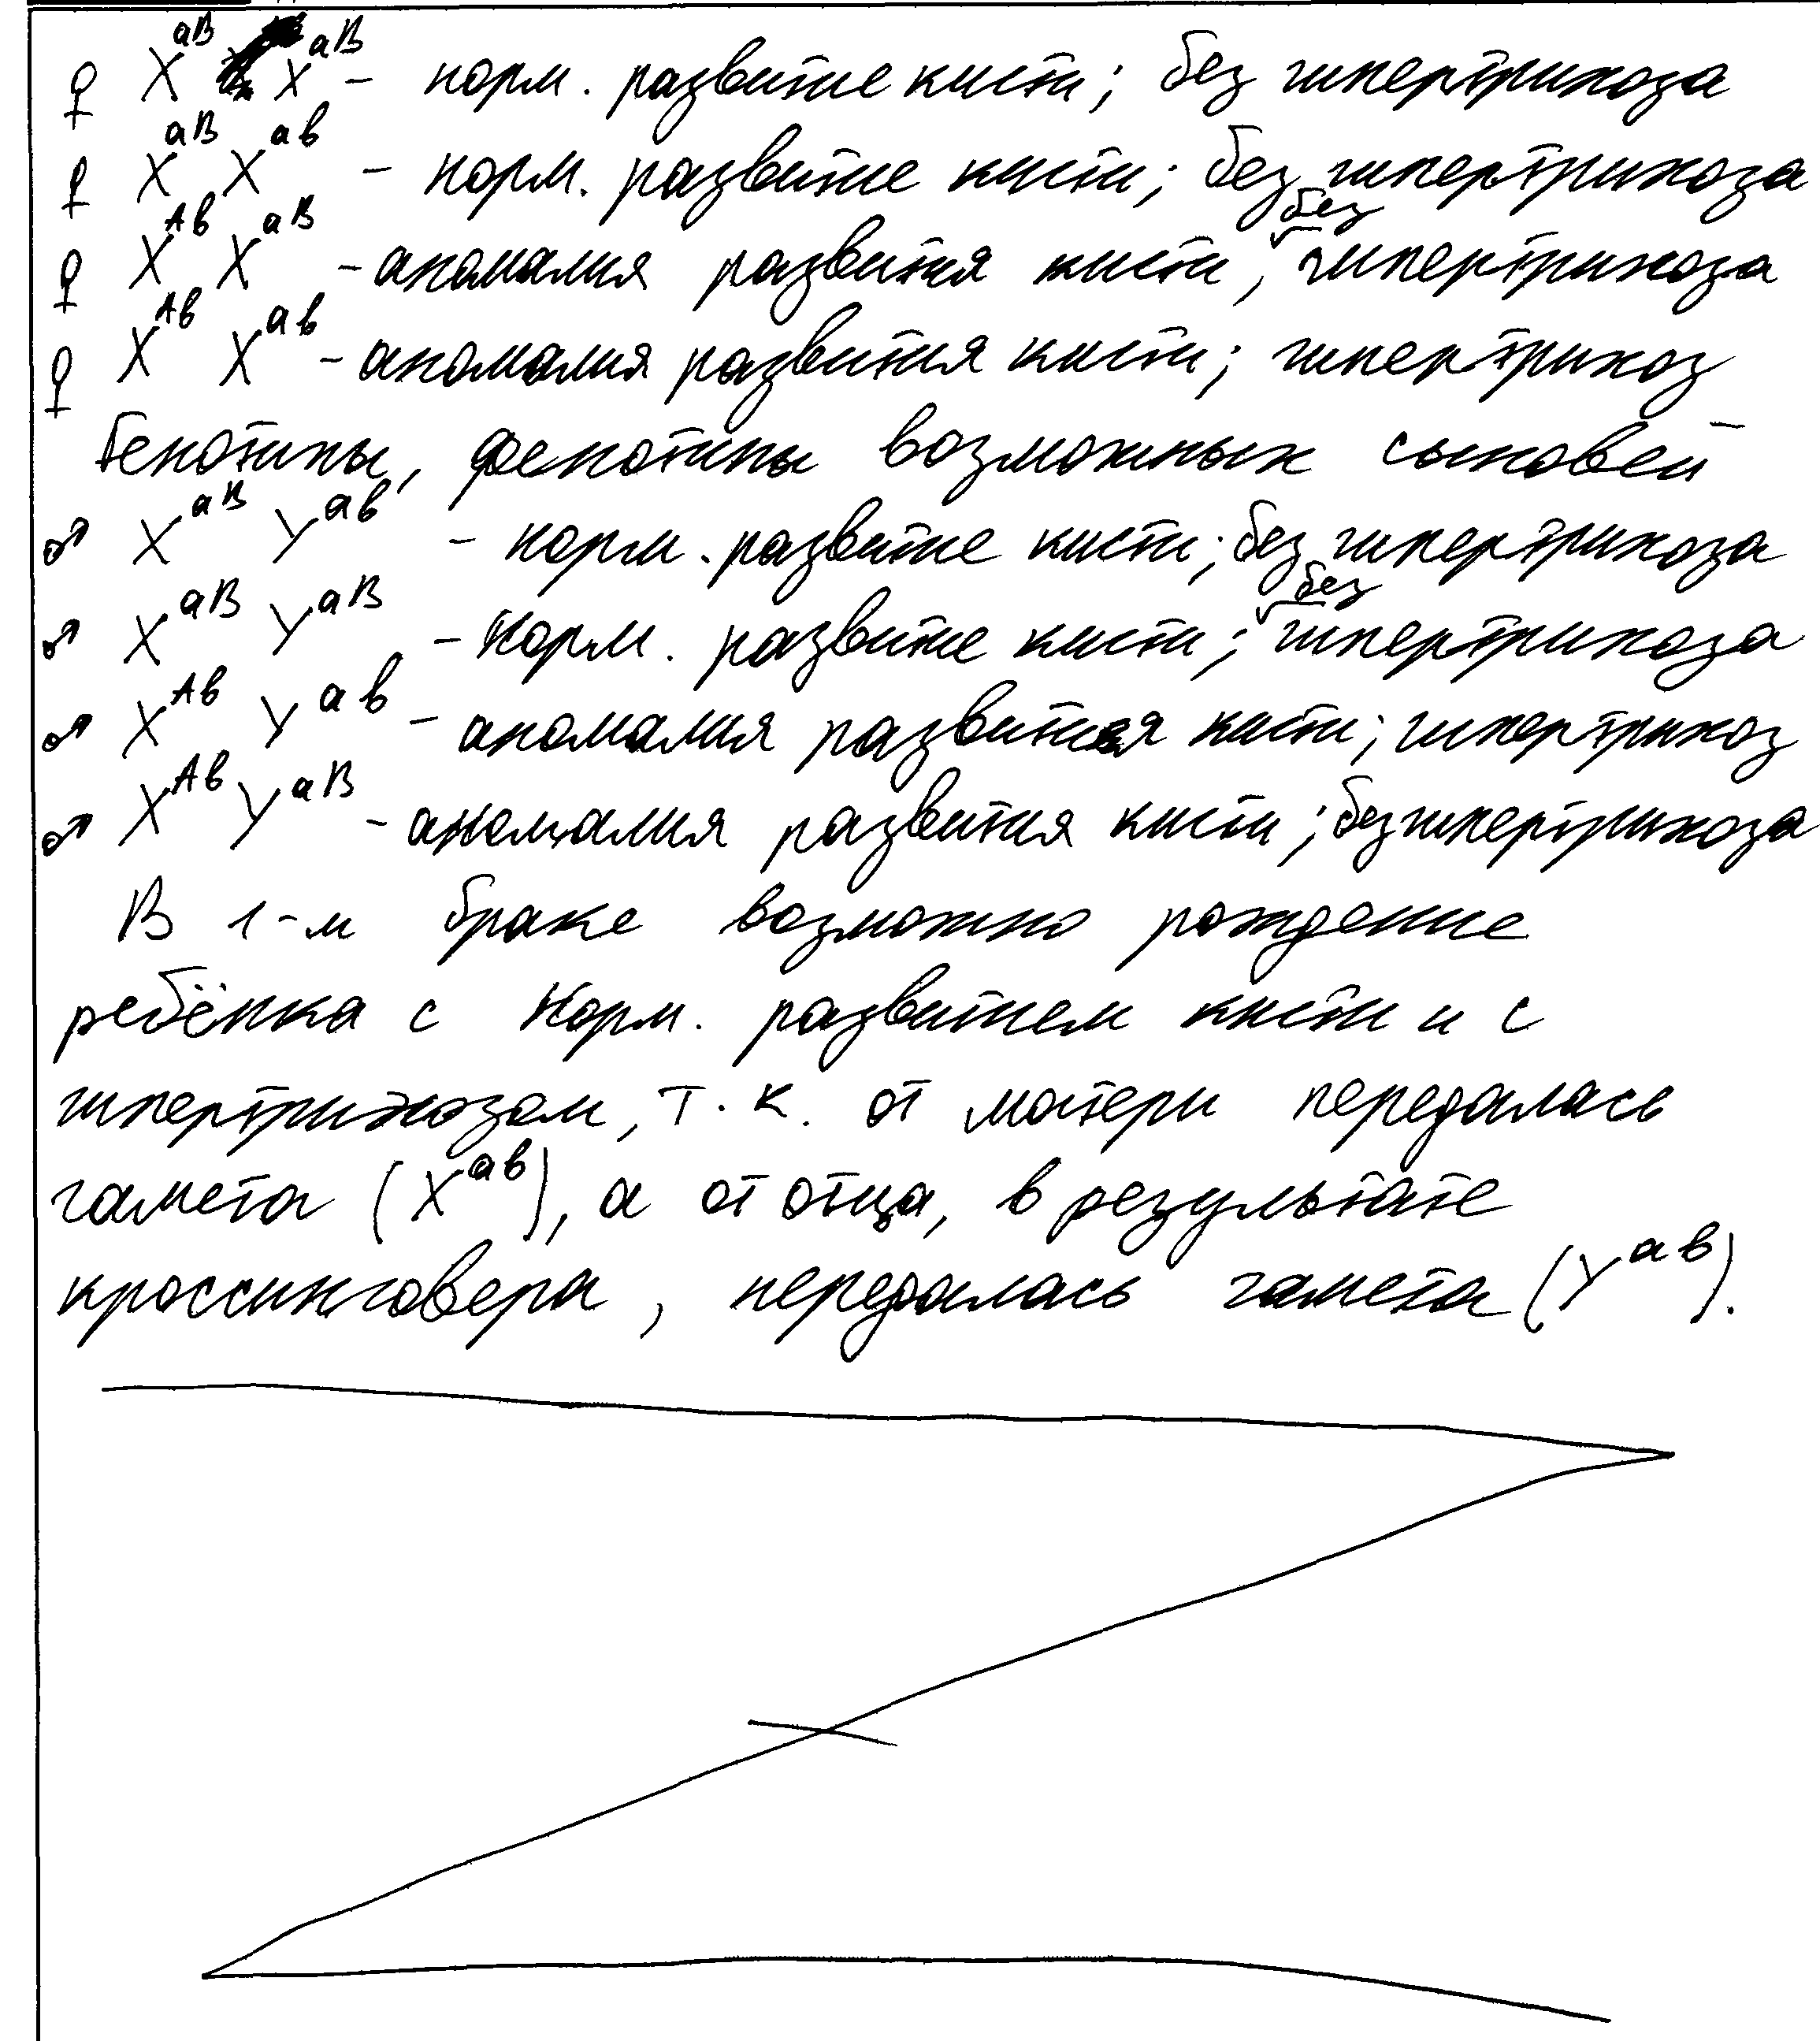 ♀ X^aB X^aB – норм. развитие кисти; без гипертрихоза
♀ X^aB X^ab – норм. развитие кисти; без гипертрихоза
♀ X^Ab X^aB – аномалия развития кисти, без гипертрихоза
♀ X^Ab X^ab – аномалия развития кисти; гипертрихоз
Генотипы, фенотипы возможных сыновей
♂ X^aB Y^ab – норм. развитие кисти; без гипертрихоза
♂ X^aB Y^aB – Норм. развитие кисти; без гипертрихоза
♂ X^Ab Y^ab – аномалия развития кисти; гипертрихоз
♂ X^Ab Y^aB – аномалия развития кисти; без гипертрихоза
В 1-м браке возможно рождение
ребёнка с Норм. развитием кисти и с
гипертрихозом, т.к. от матери передалась
гамета (X^ab), а от отца, в результате
кроссинговера, передалась гамета (Y^ab).